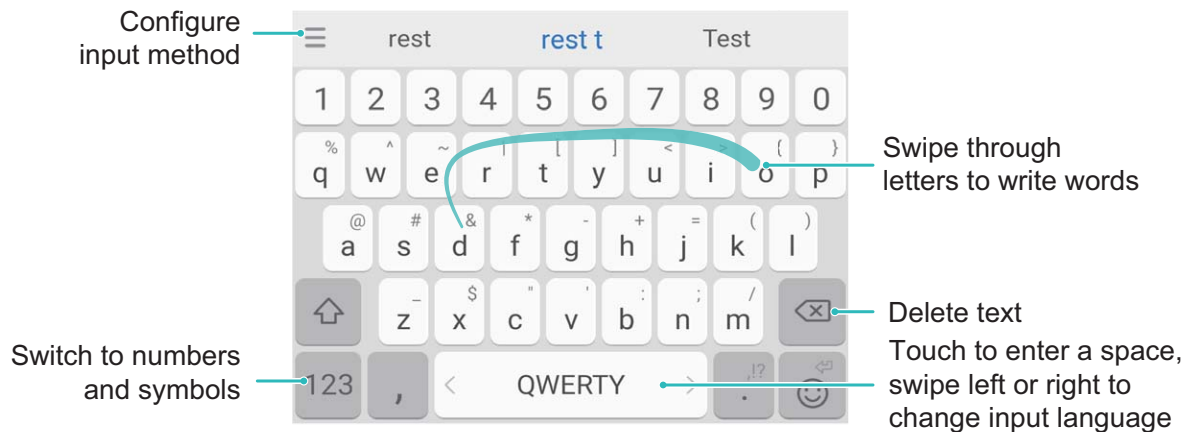 Configure
input method
rest rest t Test
1 2 3 4 5 6 7 8 9 0
% ^ ~ | [ ] < > { }
q w e r t y u i o p
@ # & * - + = ( )
a s d f g h j k l
Swipe through
letters to write words
_ $ " ' : ; /
z x c v b n m
Delete text
Switch to numbers
and symbols
,!?
123 , < QWERTY > .
Touch to enter a space,
swipe left or right to
change input language